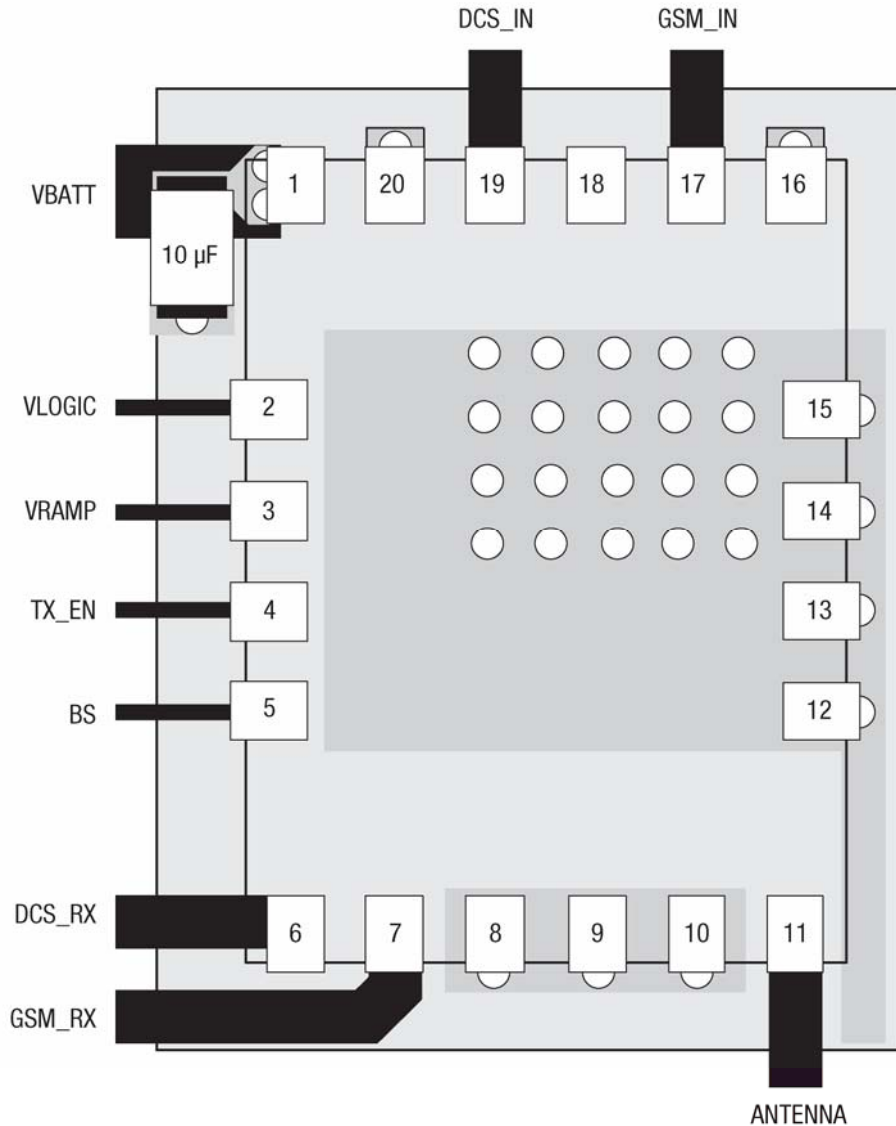 DCS_IN GSM_IN
VBATT 1 20 19 18 17 16
10 µF
VLOGIC 2 15
VRAMP 3 14
TX_EN 4 13
BS 5 12
DCS_RX 6 7 8 9 10 11
GSM_RX
ANTENNA